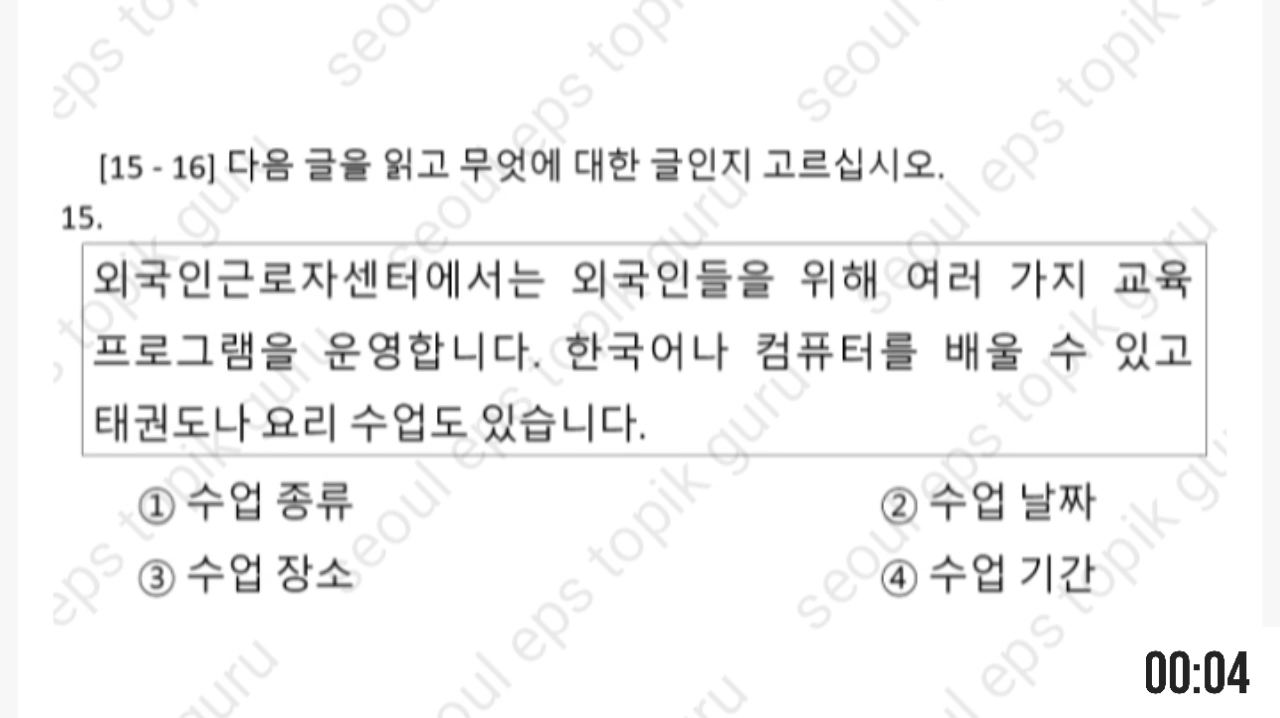 [15 - 16] 다음 글을 읽고 무엇에 대한 글인지 고르십시오.
15.
외국인근로자센터에서는 외국인들을 위해 여러 가지 교육
프로그램을 운영합니다. 한국어나 컴퓨터를 배울 수 있고
태권도나 요리 수업도 있습니다.
① 수업 종류
② 수업 날짜
③ 수업 장소
④ 수업 기간
00:04
seoul eps topik guru